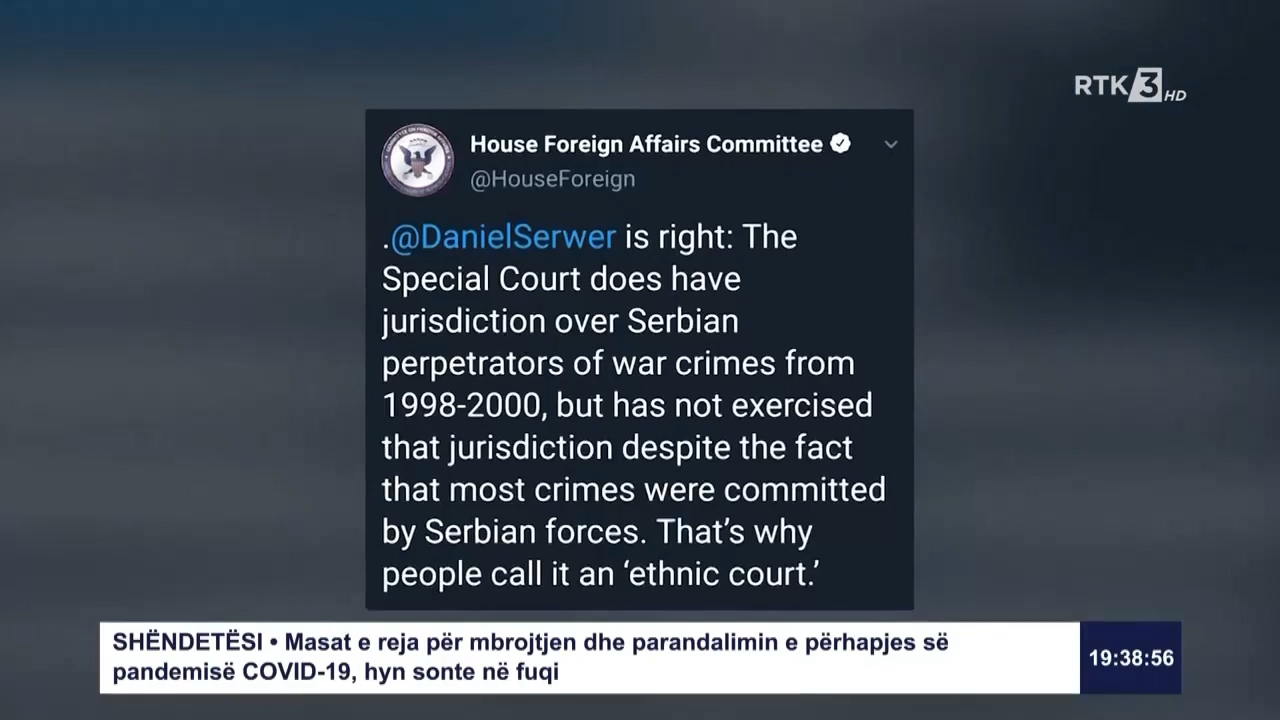 RTK 3 HD
House Foreign Affairs Committee
@HouseForeign
.@DanielSerwer is right: The
Special Court does have
jurisdiction over Serbian
perpetrators of war crimes from
1998-2000, but has not exercised
that jurisdiction despite the fact
that most crimes were committed
by Serbian forces. That’s why
people call it an ‘ethnic court.’
SHËNDETËSI • Masat e reja për mbrojtjen dhe parandalimin e përhapjes së
pandemisë COVID-19, hyn sonte në fuqi
19:38:56